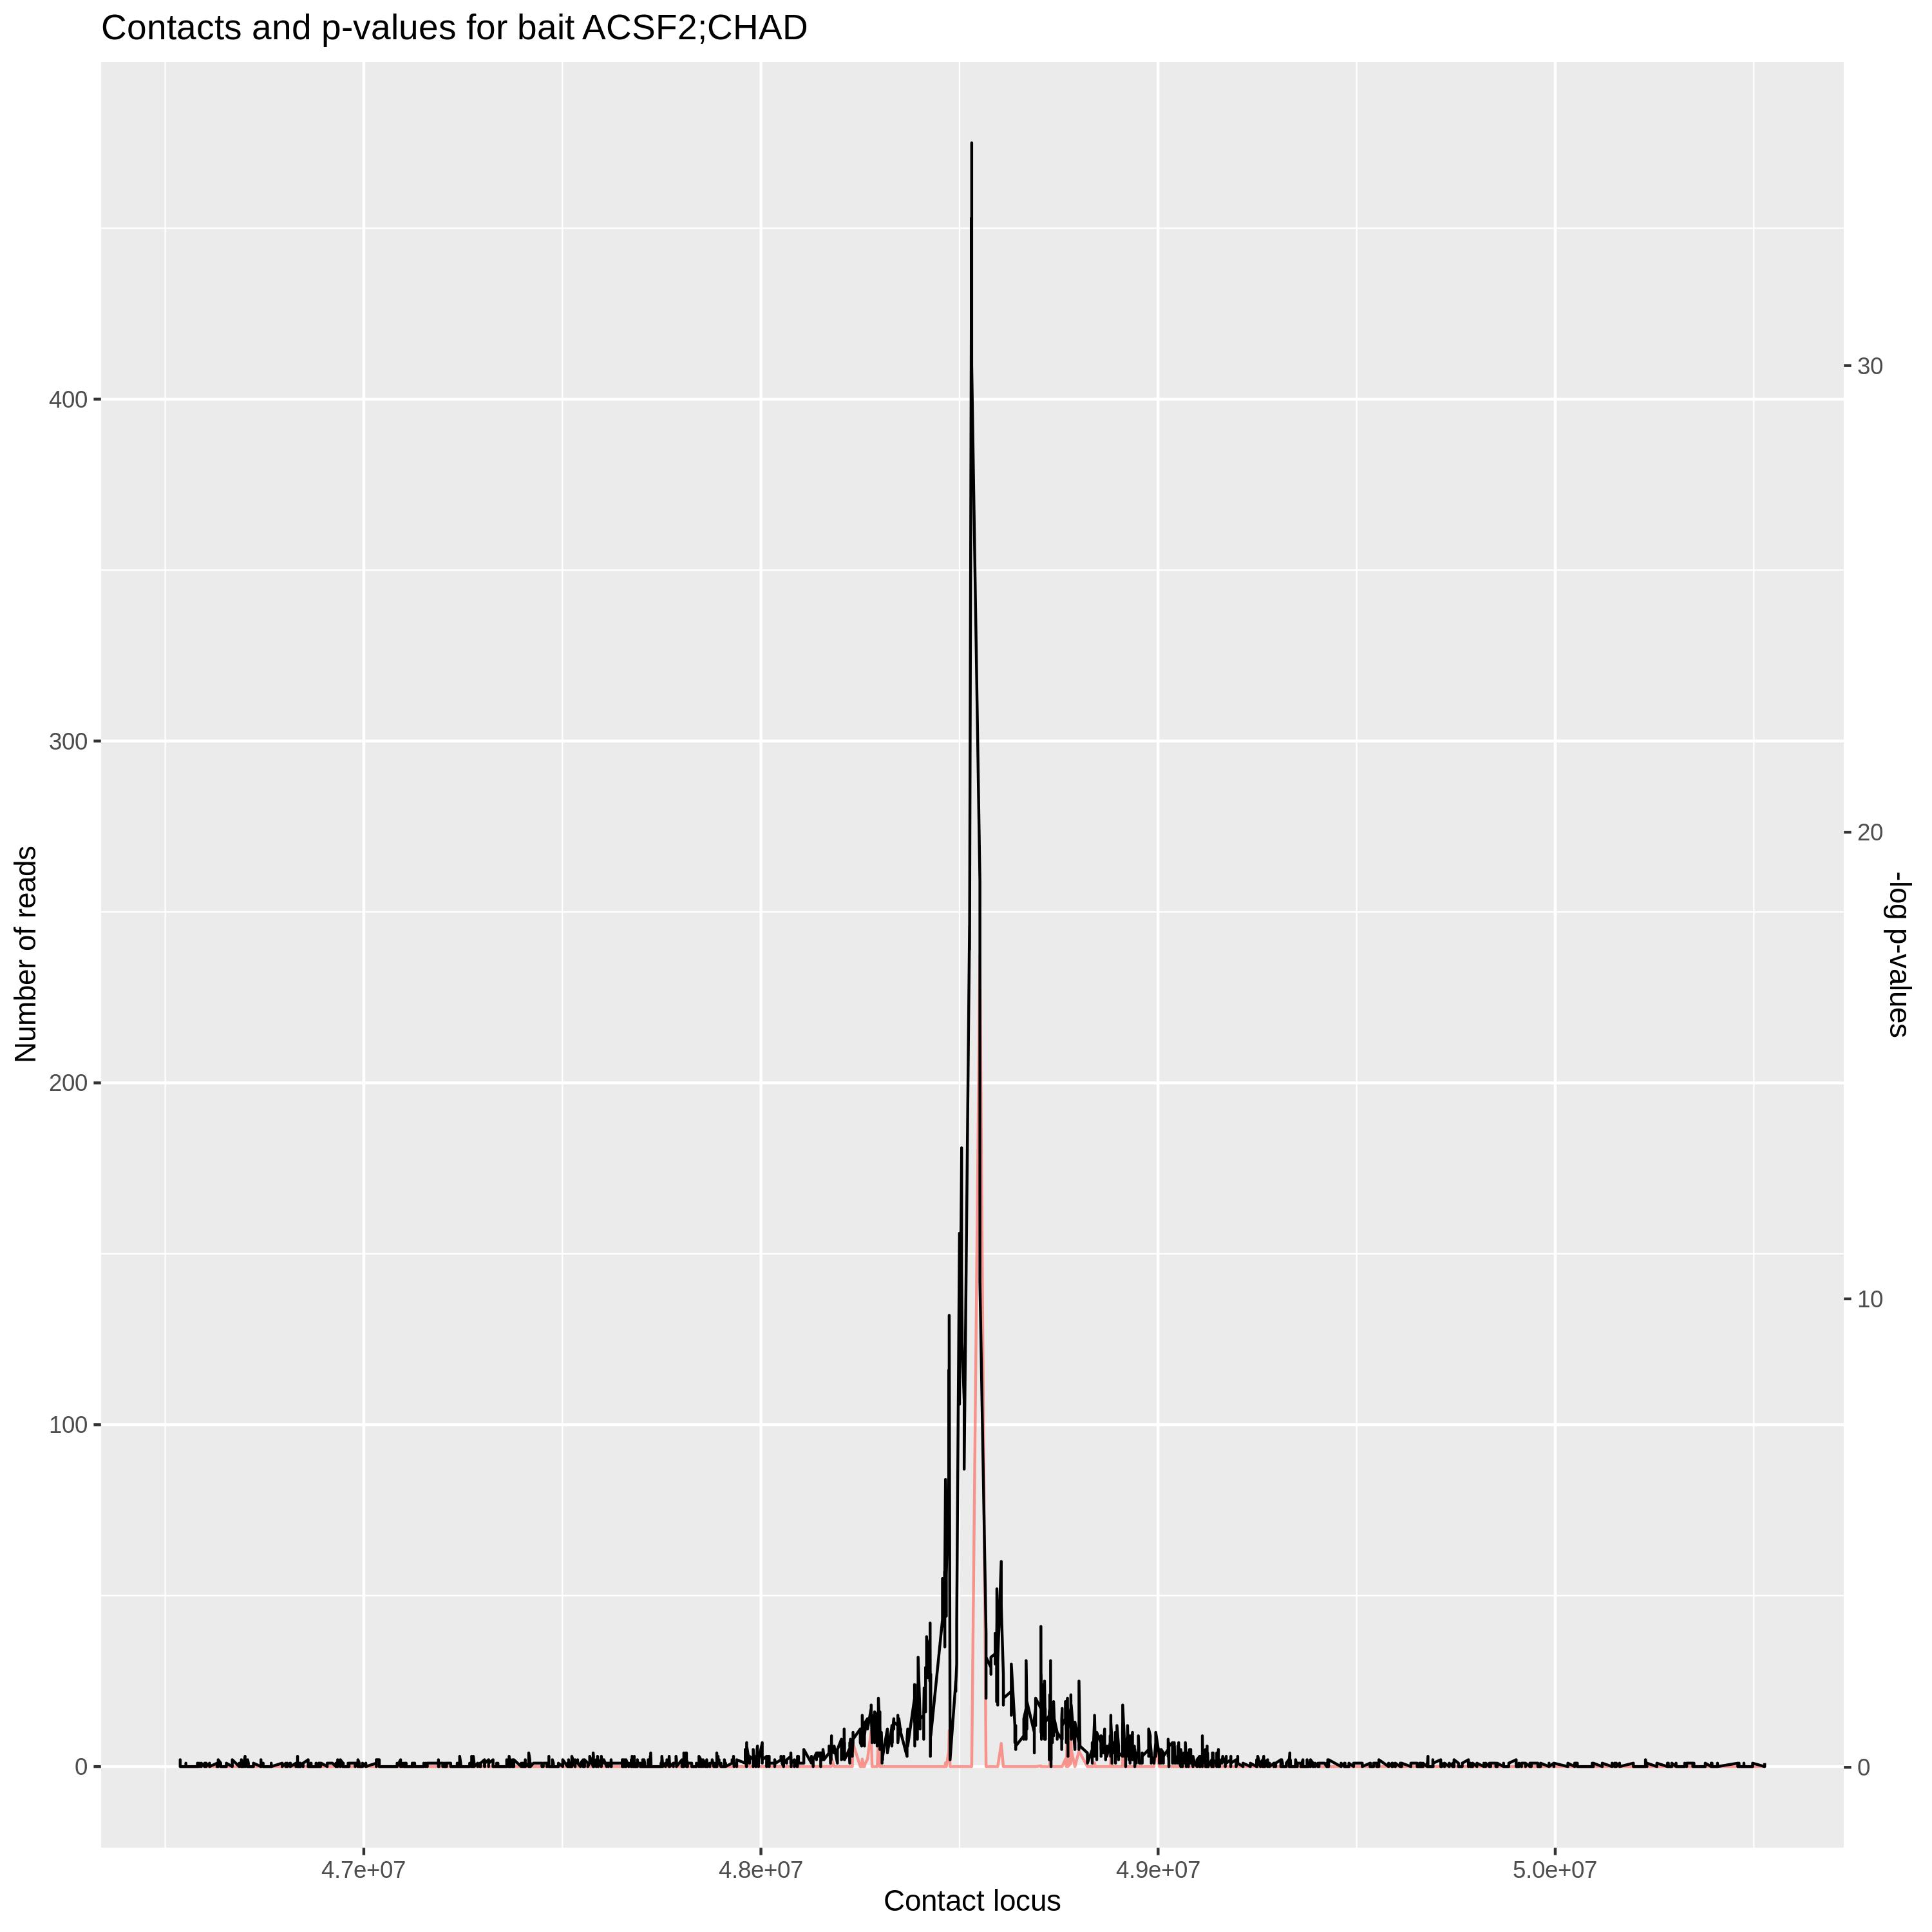 Contacts and p-values for bait ACSF2;CHAD
Number of reads
400
300
200
100
0
30
20
10
0
-log p-values
4.7e+07
4.8e+07
4.9e+07
5.0e+07
Contact locus